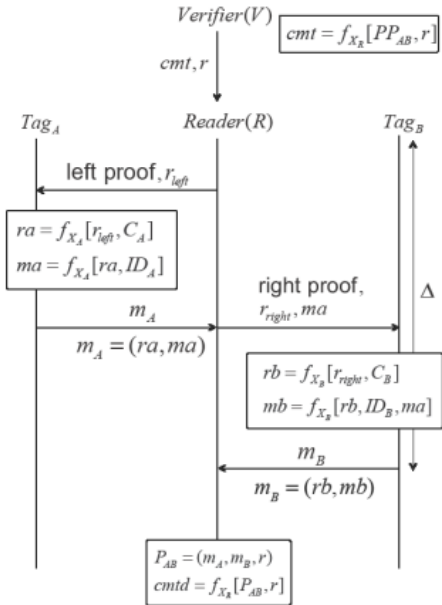 Verifier(V)
cmt = f_{X_R}[PP_{AB}, r]
cmt, r
Tag_A
Reader(R)
Tag_B
left proof, r_{left}
ra = f_{X_A}[r_{left}, C_A]
ma = f_{X_A}[ra, ID_A]
right proof,
r_{right}, ma
Δ
m_A
m_A = (ra, ma)
rb = f_{X_B}[r_{right}, C_B]
mb = f_{X_B}[rb, ID_B, ma]
m_B
m_B = (rb, mb)
P_{AB} = (m_A, m_B, r)
cmtd = f_{X_R}[P_{AB}, r]